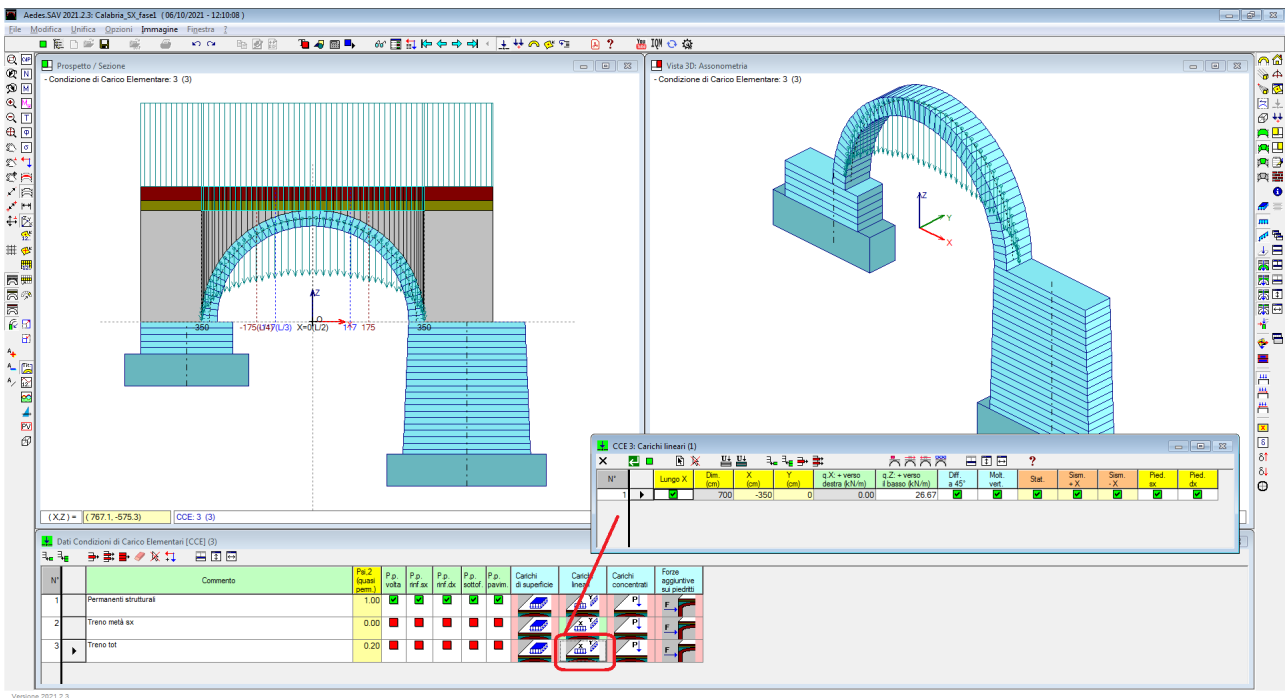 Aedes.SAV 2021.2.3: Calabria_SX_fase1 ( 06/10/2021 - 12:10:08 )
File Modifica Unifica Opzioni Immagine Finestra ?
Prospetto / Sezione
- Condizione di Carico Elementare: 3 (3)
Z
350
X=0(L/2)
175
350
(X,Z) = ( 767.1, -575.3) CCE: 3 (3)
Vista 3D: Assonometria
- Condizione di Carico Elementare: 3 (3)
Z
Y
X
CCE 3: Carichi lineari (1)
N° Lungo X Dim. (cm) X (cm) Y (cm) q.X: + verso destra (kN/m) q.Z: + verso il basso (kN/m) Diff. a 45° Molt. vert. Stat. Sism. + X Sism. - X Pied. sx Pied. dx
1 700 -350 0 0.00 26.67
Dati Condizioni di Carico Elementari [CCE] (3)
N° Commento Psi,2 (quasi perm.) P.p. volta P.p. rinf.sx P.p. rinf.dx P.p. sottof. P.p. pavim. Carichi di superficie Carichi lineari Carichi concentrati Forze aggiuntive sui piedritti
1 Permanenti strutturali 1.00
2 Treno metà sx 0.00
3 Treno tot 0.20
Versione 2021.2.3